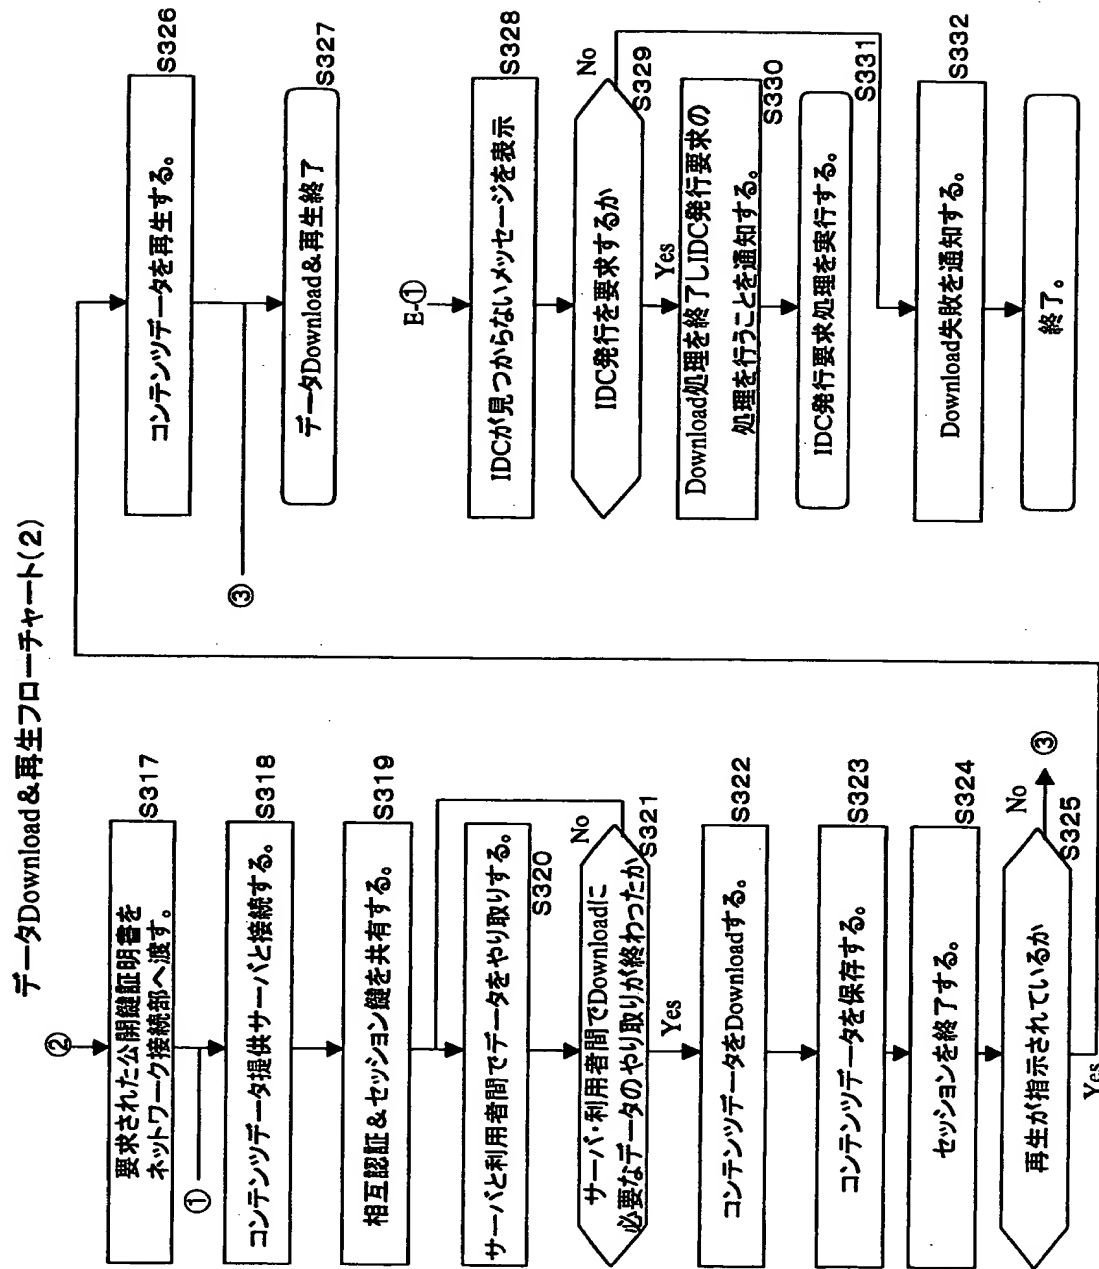 データDownload&再生フローチャート(2)
②
要求された公開鍵証明書を
ネットワーク接続部へ渡す。
S317
①
コンテンツデータ提供サーバと接続する。
S318
相互認証&セッション鍵を共有する。
S319
サーバと利用者間でデータをやり取りする。
S320
サーバ・利用者間でDownloadに
必要なデータのやり取りが終わったか
No
S321
Yes
コンテンツデータをDownloadする。
S322
コンテンツデータを保存する。
S323
セッションを終了する。
S324
再生が指示されているか
No
③
S325
Yes
コンテンツデータを再生する。
S326
③
データDownload&再生終了
S327
E-①
IDCが見つからないメッセージを表示
S328
IDC発行を要求するか
No
S329
Yes
Download処理を終了しIDC発行要求の
処理を行うことを通知する。
S330
IDC発行要求処理を実行する。
S331
Download失敗を通知する。
S332
終了。